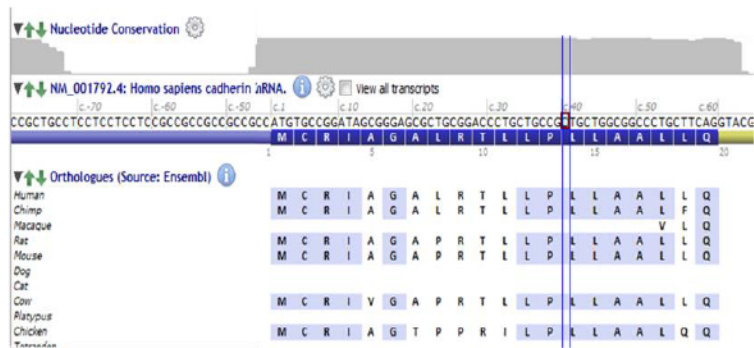 Nucleotide Conservation
NM_001792.4: Homo sapiens cadherin View all transcripts
c.-70 c.-60 c.-50 c.1 c.10 c.20 c.30 c.40 c.50 c.60
CCGCTGCCTCCTCCTCCTCCGCCGCCGCCGCCATGTGCCGGATAGCGGGAGCGCTGCGGACCCTGCTGCCGCTGCTGGCGGCCCTGCTTCAGGTACG
M C R I A G A L R T L L P L L A A L L Q
1 5 10 15 20
Orthologues (Source: Ensembl)
Human M C R I A G A L R T L L P L L A A L L Q
Chimp M C R I A G A L R T L L P L L A A L F Q
Macaque V L Q
Rat M C R I A G A P R T L L P L L A A L L Q
Mouse M C R I A G A P R T L L P L L A A L L Q
Dog
Cat
Cow M C R I V G A P R T L L P L L A A L L Q
Platypus
Chicken M C R I A G T P P R I L P L L A A L Q Q